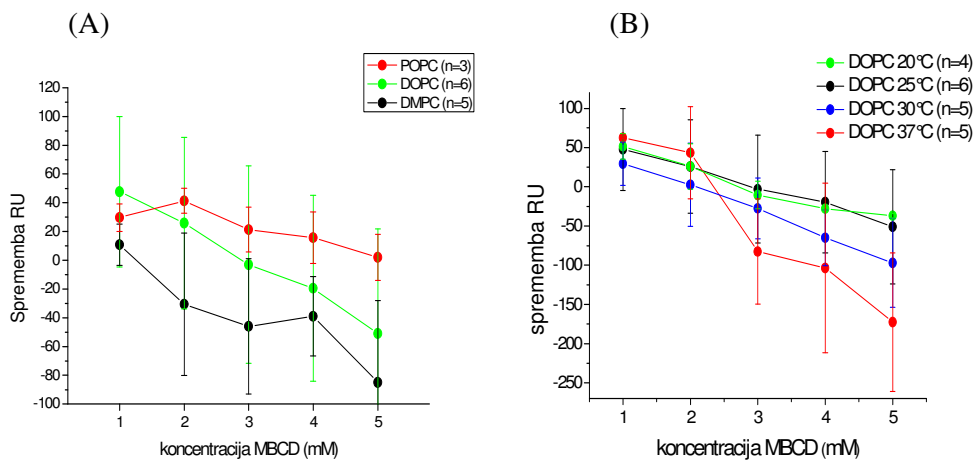 (A)
(B)
POPC (n=3)
DOPC (n=6)
DMPC (n=5)
120
100
80
60
40
20
0
-20
-40
-60
-80
-100
Sprememba RU
1 2 3 4 5
koncentracija MBCD (mM)
DOPC 20°C (n=4)
DOPC 25°C (n=6)
DOPC 30°C (n=5)
DOPC 37°C (n=5)
100
50
0
-50
-100
-150
-200
-250
sprememba RU
1 2 3 4 5
koncentracija MBCD (mM)